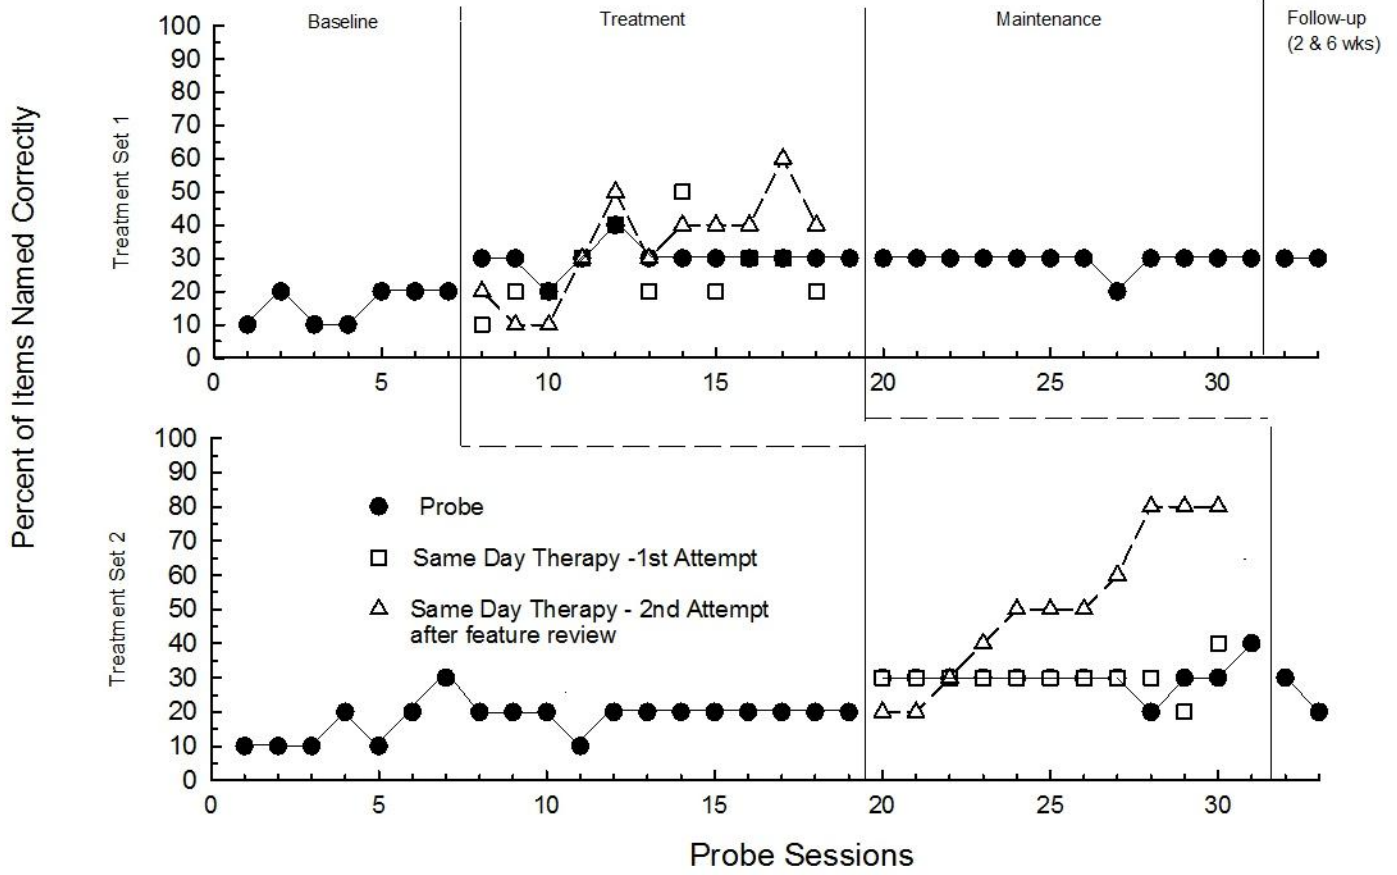 Baseline
Treatment
Maintenance
Follow-up
(2 & 6 wks)
Percent of Items Named Correctly
Treatment Set 1
100
90
80
70
60
50
40
30
20
10
0
0 5 10 15 20 25 30
Treatment Set 2
100
90
80
70
60
50
40
30
20
10
0
Probe
Same Day Therapy -1st Attempt
Same Day Therapy - 2nd Attempt
after feature review
0 5 10 15 20 25 30
Probe Sessions